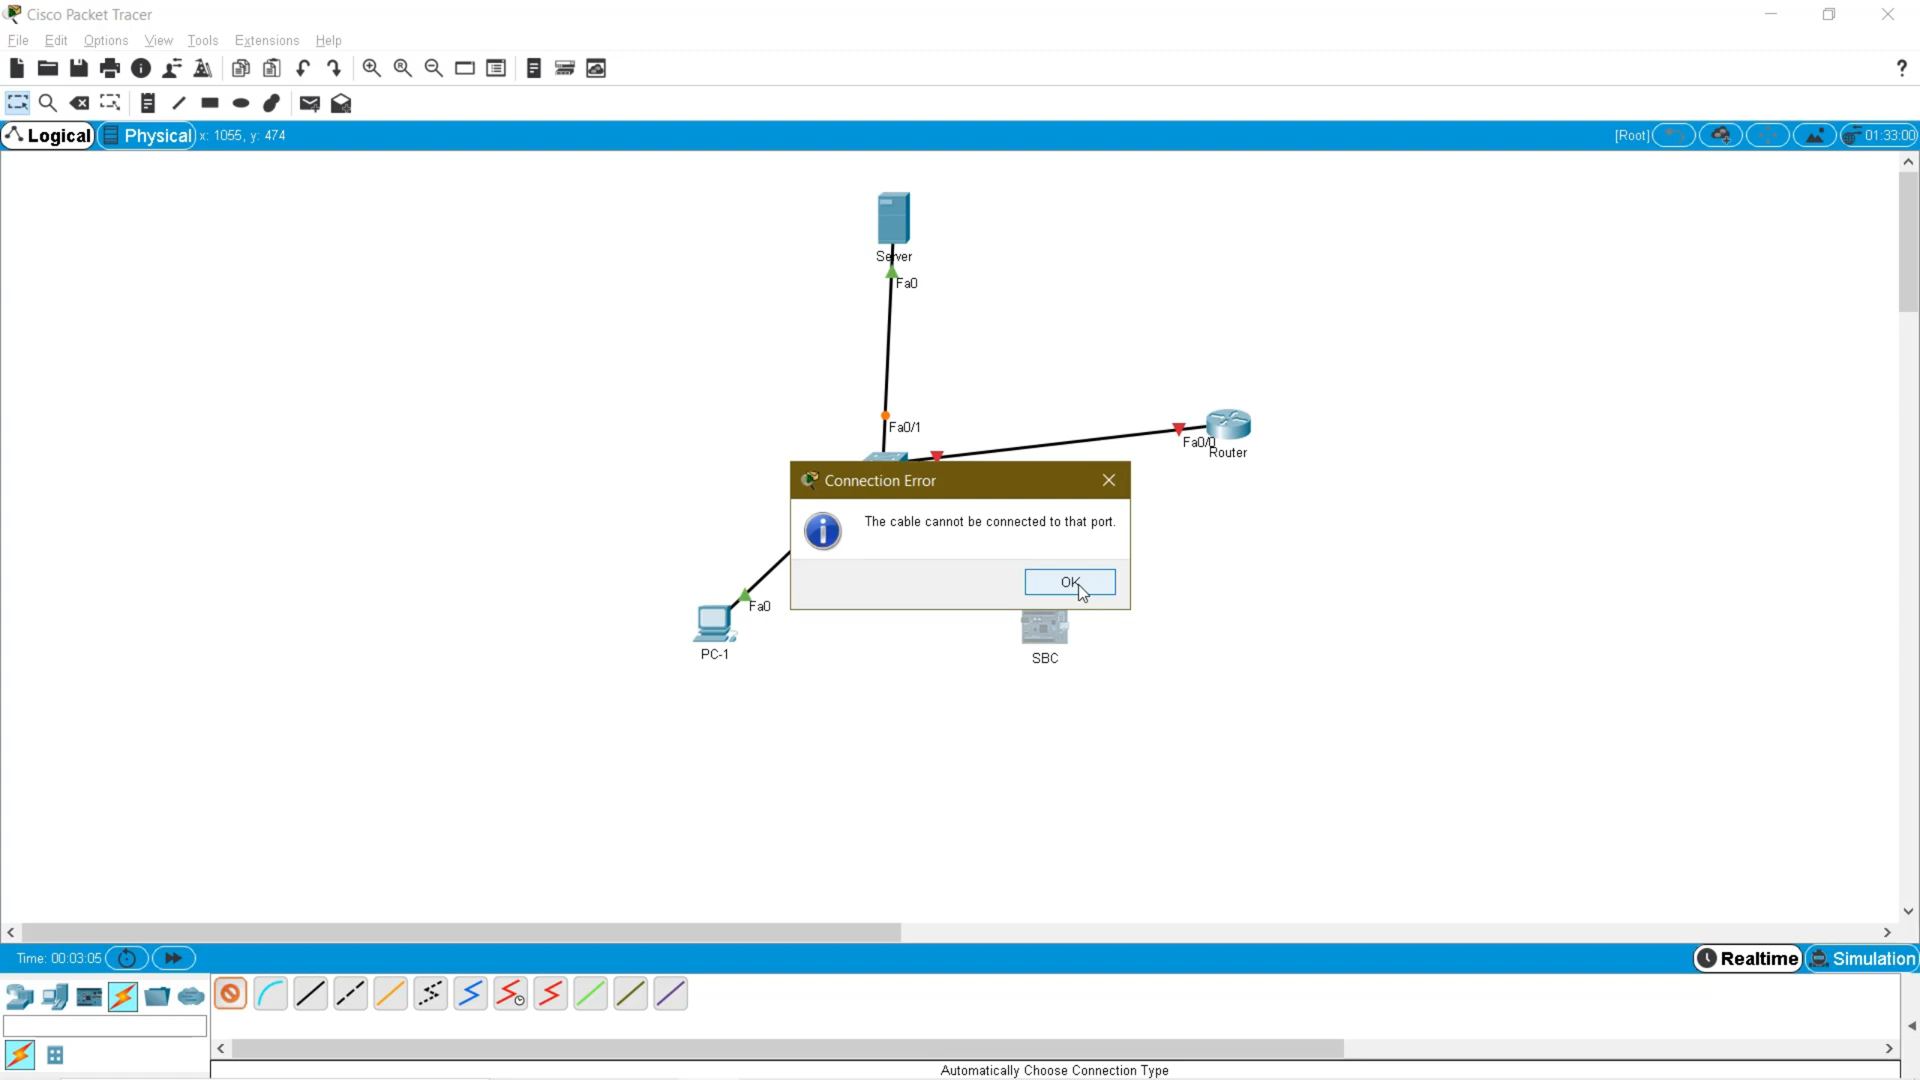 Cisco Packet Tracer
File Edit Options View Tools Extensions Help
?
Logical Physical x: 1055, y: 474 [Root] 01:33:00
Server
Fa0
Fa0/1
Fa0/0
Router
Connection Error
The cable cannot be connected to that port.
OK
Fa0
PC-1
SBC
Time: 00:03:05 Realtime Simulation
Automatically Choose Connection Type